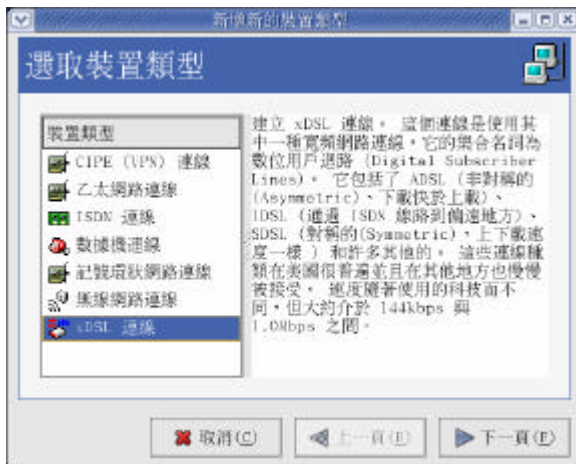 新增新的裝置類型
選取裝置類型
裝置類型
CIPE (VPN) 連線
乙太網路連線
ISDN 連線
數據機連線
記號環狀網路連線
無線網路連線
xDSL 連線
建立 xDSL 連線。 這個連線是使用其
中一種寬頻網路連線，它的集合名詞為
數位用戶迴路 (Digital Subscriber
Lines)。 它包括了 ADSL (非對稱的
(Asymmetric)、下載快於上載)、
IDSL (通過 ISDN 線路到偏遠地方)、
SDSL (對稱的(Symmetric)，上下載速
度一樣 ) 和許多其他的。 這些連線種
類在美國很普遍並且在其他地方也慢慢
被接受。 速度隨著使用的科技而不
同，但大約介於 144kbps 與
1.0Mbps 之間。
取消(C)
上一頁(B)
下一頁(F)